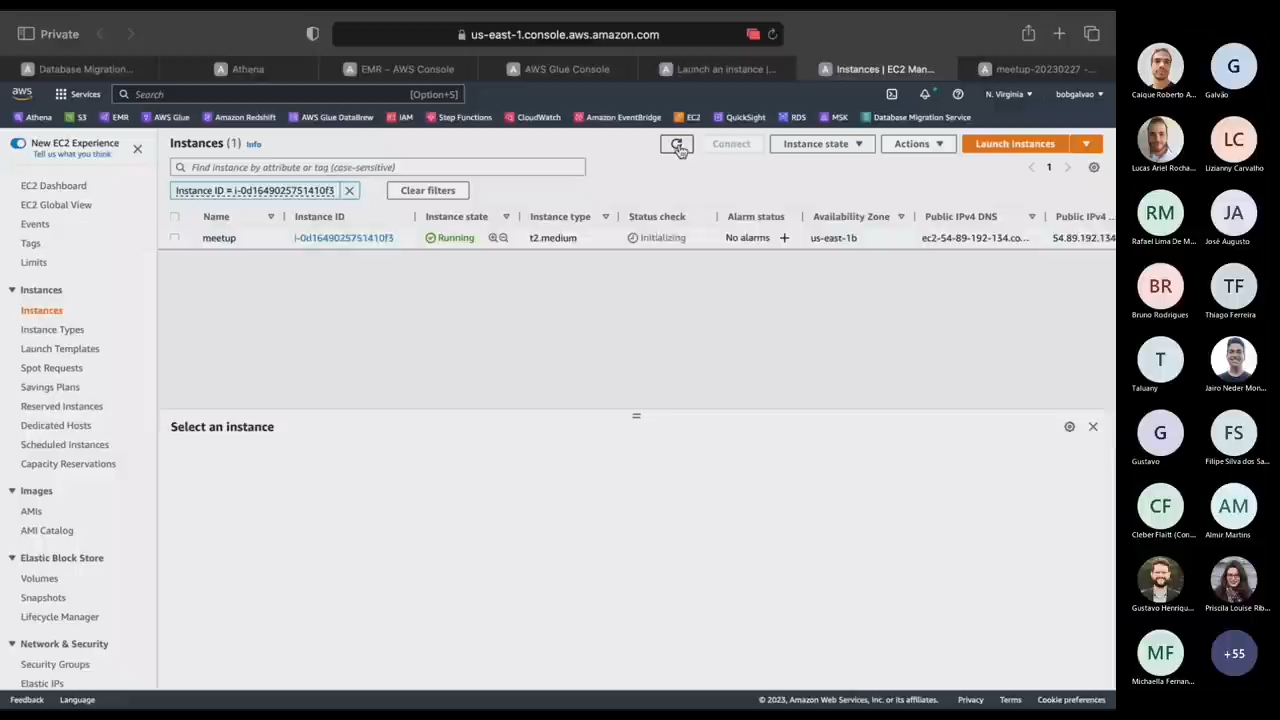 Private
us-east-1.console.aws.amazon.com
Database Migration...
Athena
EMR – AWS Console
AWS Glue Console
Launch an instance |...
Instances | EC2 Man...
meetup-20230227 -...
aws
Services
Search
[Option+S]
N. Virginia
bobgalvao
Athena
S3
EMR
AWS Glue
Amazon Redshift
AWS Glue DataBrew
IAM
Step Functions
CloudWatch
Amazon EventBridge
EC2
QuickSight
RDS
MSK
Database Migration Service
New EC2 Experience
Tell us what you think
EC2 Dashboard
EC2 Global View
Events
Tags
Limits
Instances
Instances
Instance Types
Launch Templates
Spot Requests
Savings Plans
Reserved Instances
Dedicated Hosts
Scheduled Instances
Capacity Reservations
Images
AMIs
AMI Catalog
Elastic Block Store
Volumes
Snapshots
Lifecycle Manager
Network & Security
Security Groups
Elastic IPs
Instances (1) Info
Connect
Instance state
Actions
Launch instances
Find instance by attribute or tag (case-sensitive)
1
Instance ID = i-0d1649025751410f3
Clear filters
Name
Instance ID
Instance state
Instance type
Status check
Alarm status
Availability Zone
Public IPv4 DNS
Public IPv4 ...
meetup
i-0d1649025751410f3
Running
t2.medium
Initializing
No alarms
us-east-1b
ec2-54-89-192-134.co...
54.89.192.134
Select an instance
Feedback
Language
© 2023, Amazon Web Services, Inc. or its affiliates.
Privacy
Terms
Cookie preferences
Caique Roberto A...
G
Galvão
Lucas Ariel Rocha...
LC
Lizianny Carvalho
RM
Rafael Lima De M...
JA
José Augusto
BR
Bruno Rodrigues
TF
Thiago Ferreira
T
Taluany
Jairo Neder Mon...
G
Gustavo
FS
Filipe Silva dos Sa...
CF
Cleber Flaitt (Con...
AM
Almir Martins
Gustavo Henriqu...
Priscila Louise Rib...
MF
Michaella Fernan...
+55